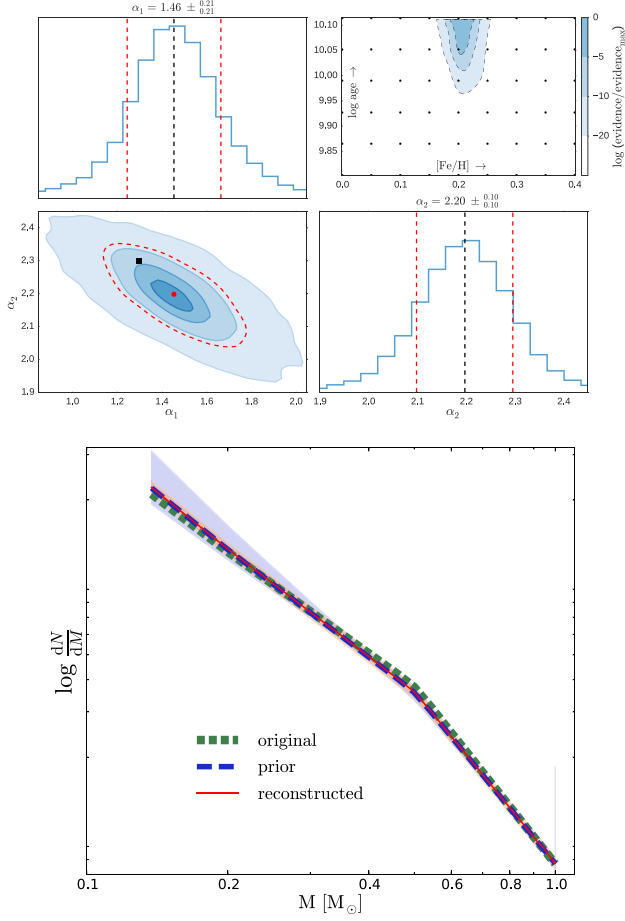 α₁ = 1.46 ± 0.21 0.21
10.10
10.05
10.00
9.95
9.90
9.85
log age →
[Fe/H] →
0.0 0.1 0.2 0.3 0.4
0
−5
−10
−20
log (evidence/evidence_max)
α₂ = 2.20 ± 0.10 0.10
2.4
2.3
2.2
2.1
2.0
1.9
α₂
1.0 1.2 1.4 1.6 1.8 2.0
α₁
1.9 2.0 2.1 2.2 2.3 2.4
α₂
log dN/dM
original
prior
reconstructed
0.1 0.2 0.4 0.6 0.8 1.0
M [M☉]